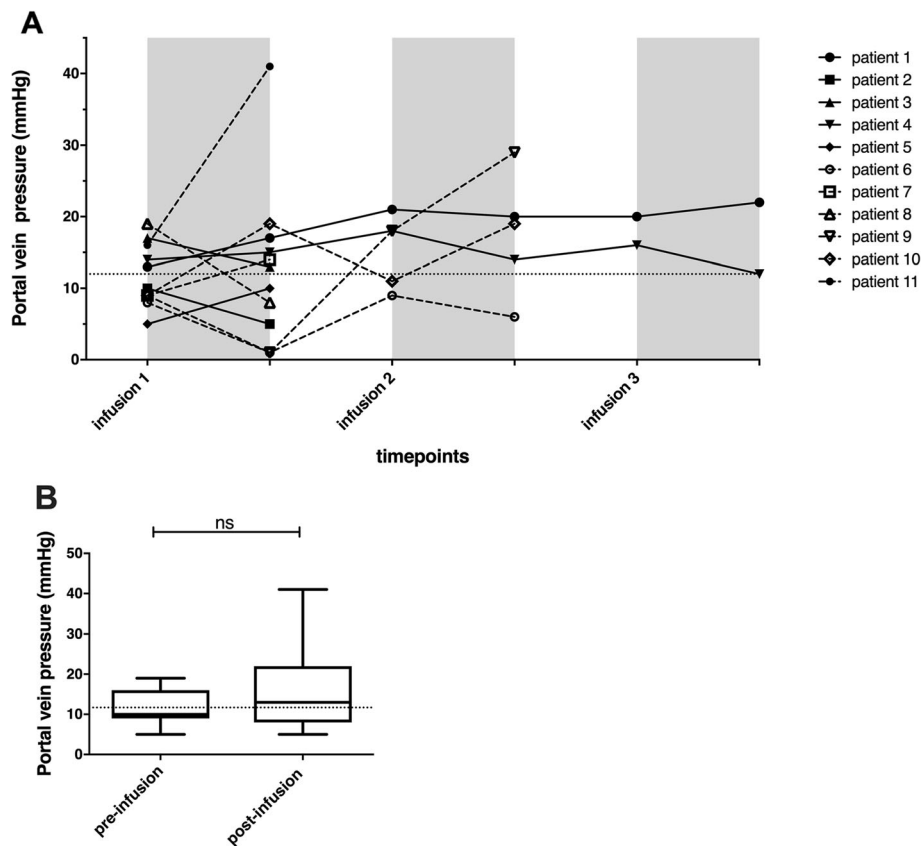 A
Portal vein pressure (mmHg)
40
30
20
10
0
infusion 1
infusion 2
infusion 3
timepoints
patient 1
patient 2
patient 3
patient 4
patient 5
patient 6
patient 7
patient 8
patient 9
patient 10
patient 11
B
ns
Portal vein pressure (mmHg)
50
40
30
20
10
0
pre-infusion
post-infusion